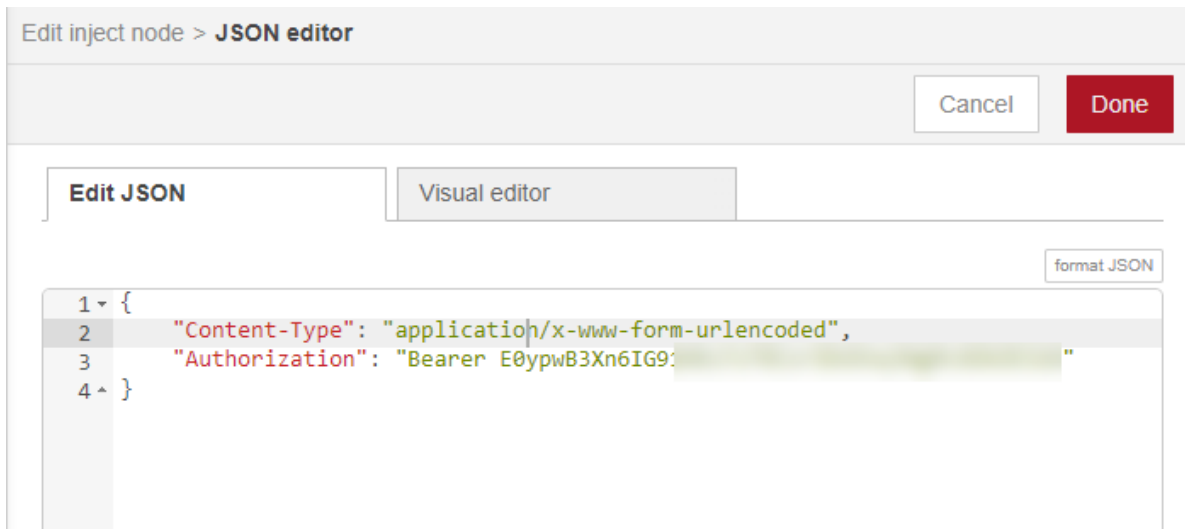 Edit inject node > JSON editor
Cancel Done
Edit JSON Visual editor
format JSON
1 {
2 "Content-Type": "application/x-www-form-urlencoded",
3 "Authorization": "Bearer "
4 }